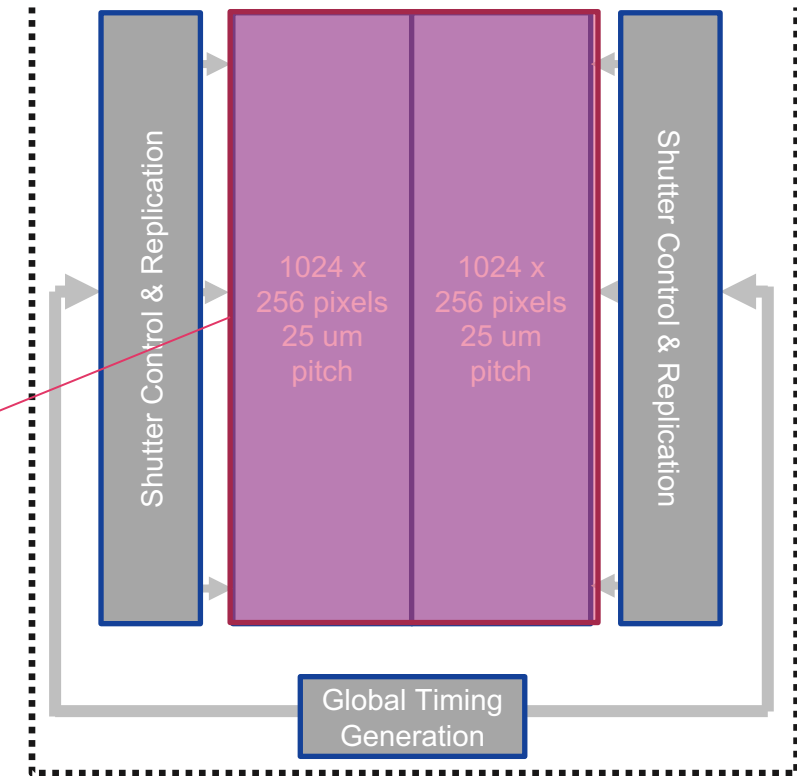 Shutter Control & Replication
1024 x
256 pixels
25 um
pitch
1024 x
256 pixels
25 um
pitch
Shutter Control & Replication
Global Timing
Generation